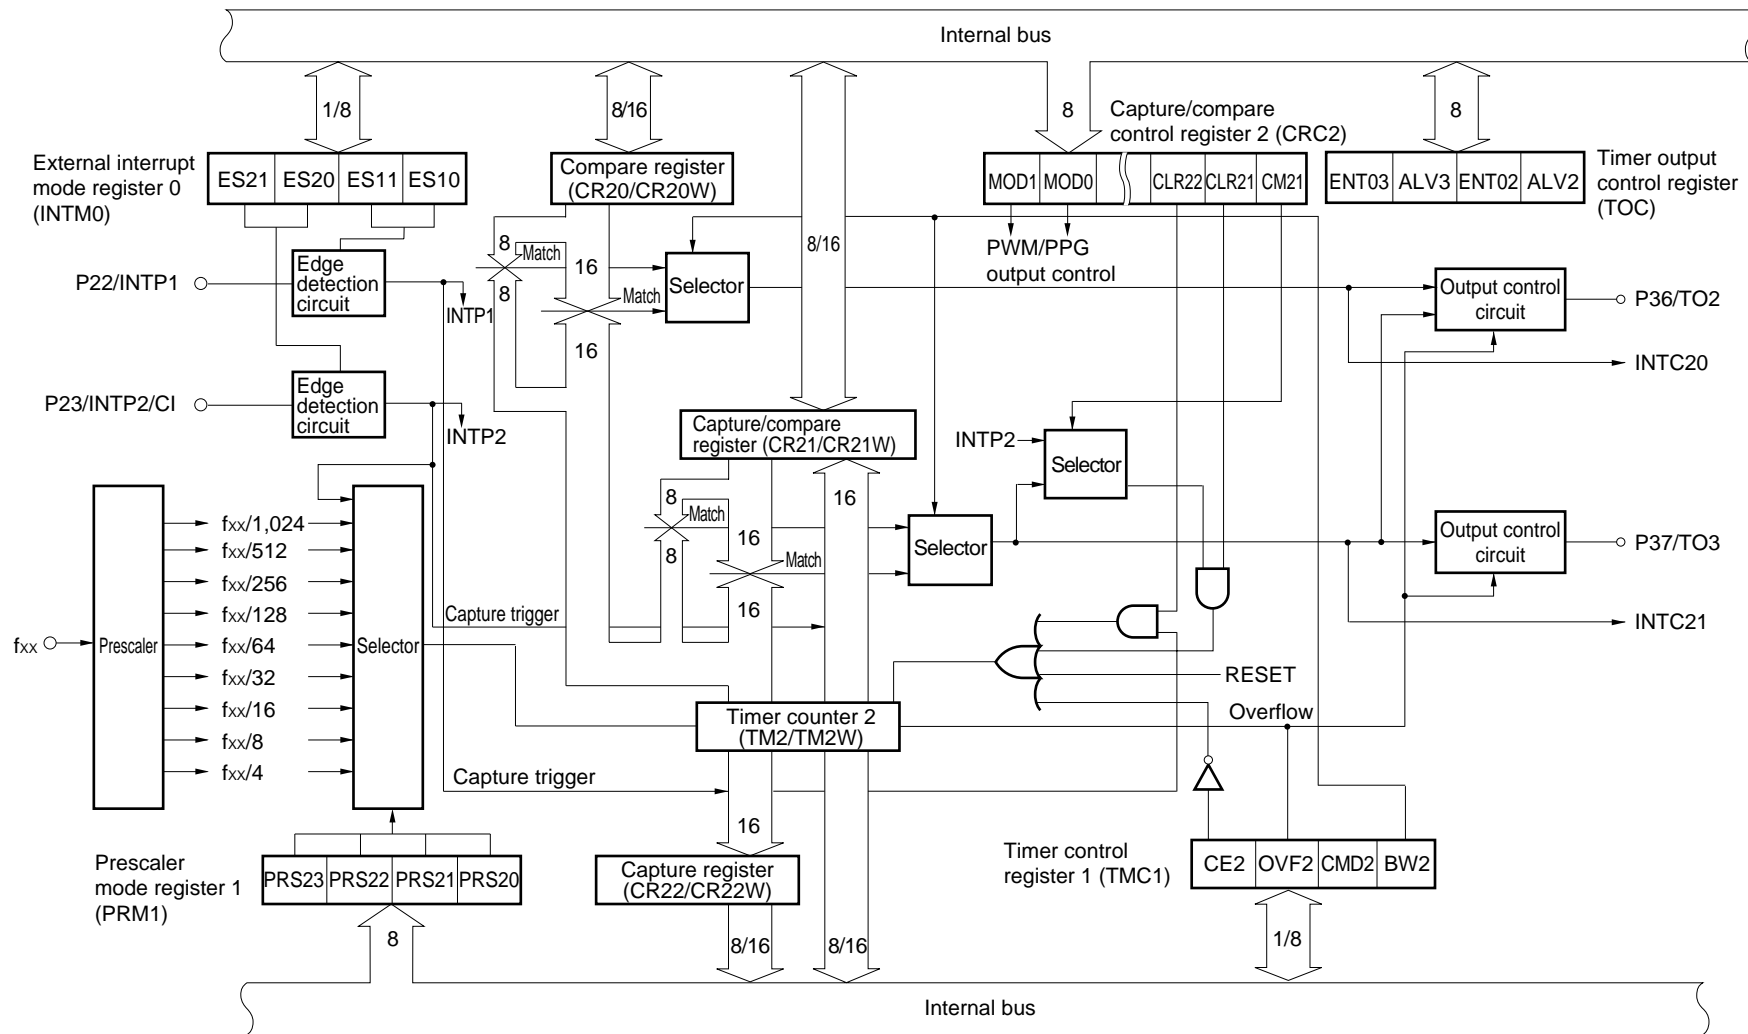 Internal bus
1/8
8/16
8
8
Capture/compare
control register 2 (CRC2)
External interrupt
mode register 0
(INTM0)
ES21 ES20 ES11 ES10
Compare register
(CR20/CR20W)
MOD1 MOD0 CLR22 CLR21 CM21
ENT03 ALV3 ENT02 ALV2
Timer output
control register
(TOC)
8
Match
8/16
PWM/PPG
output control
P22/INTP1
Edge
detection
circuit
INTP1
8
16
Match
Selector
Output control
circuit
P36/TO2
16
INTC20
P23/INTP2/CI
Edge
detection
circuit
INTP2
Capture/compare
register (CR21/CR21W)
INTP2
Selector
8
Match
16
16
8
Match
Selector
Output control
circuit
P37/TO3
16
INTC21
fxx
Prescaler
fxx/1,024
fxx/512
fxx/256
fxx/128
fxx/64
fxx/32
fxx/16
fxx/8
fxx/4
Selector
Capture trigger
RESET
Timer counter 2
(TM2/TM2W)
Overflow
Capture trigger
16
Prescaler
mode register 1
(PRM1)
PRS23 PRS22 PRS21 PRS20
Capture register
(CR22/CR22W)
Timer control
register 1 (TMC1)
CE2 OVF2 CMD2 BW2
8
8/16
8/16
1/8
Internal bus